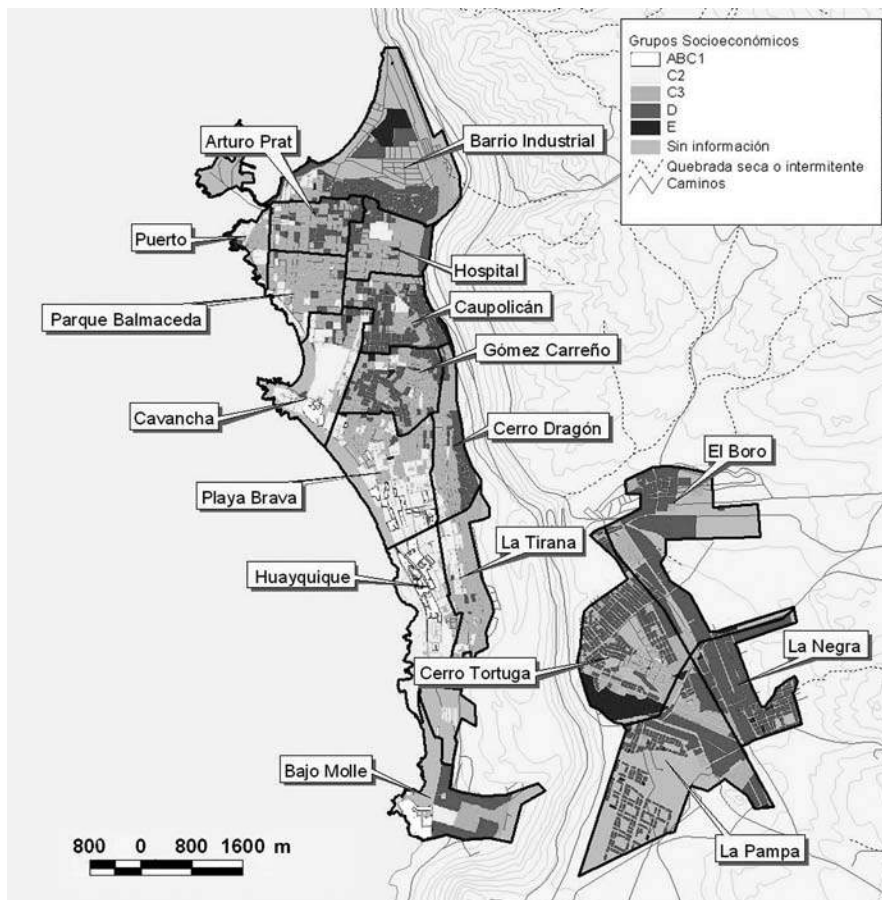 Grupos Socioeconómicos
ABC1
C2
C3
D
E
Sin información
Quebrada seca o intermitente
Caminos
Arturo Prat
Barrio Industrial
Puerto
Hospital
Parque Balmaceda
Caupolicán
Gómez Carreño
Cavancha
Cerro Dragón
El Boro
Playa Brava
La Tirana
Huayquique
La Negra
Cerro Tortuga
Bajo Molle
La Pampa
800 0 800 1600 m